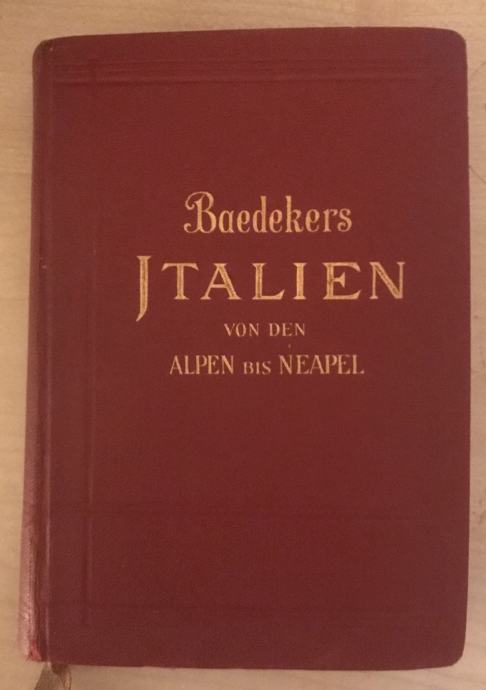 Baedekers
JTALIEN
VON DEN
ALPEN BIS NEAPEL